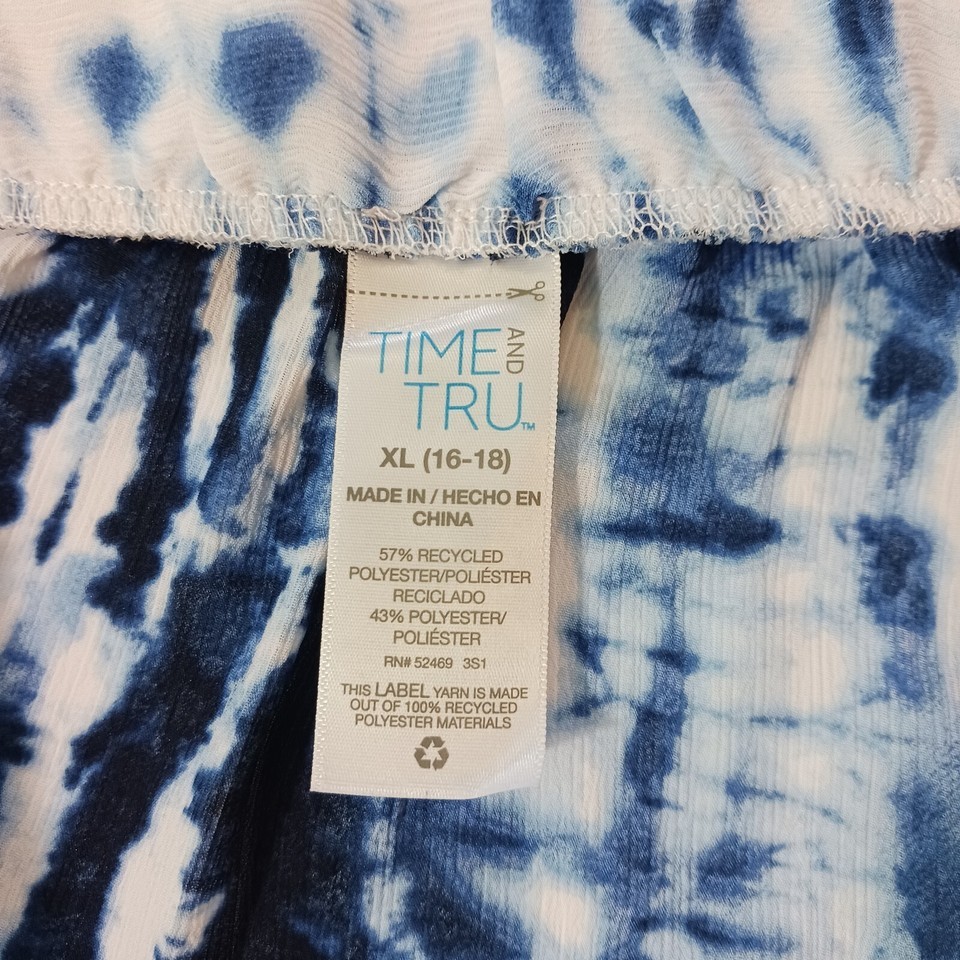 TIME AND
TRU™
XL (16-18)
MADE IN / HECHO EN
CHINA
57% RECYCLED
POLYESTER/POLIÉSTER
RECICLADO
43% POLYESTER/
POLIÉSTER
RN# 52469 3S1
THIS LABEL YARN IS MADE
OUT OF 100% RECYCLED
POLYESTER MATERIALS